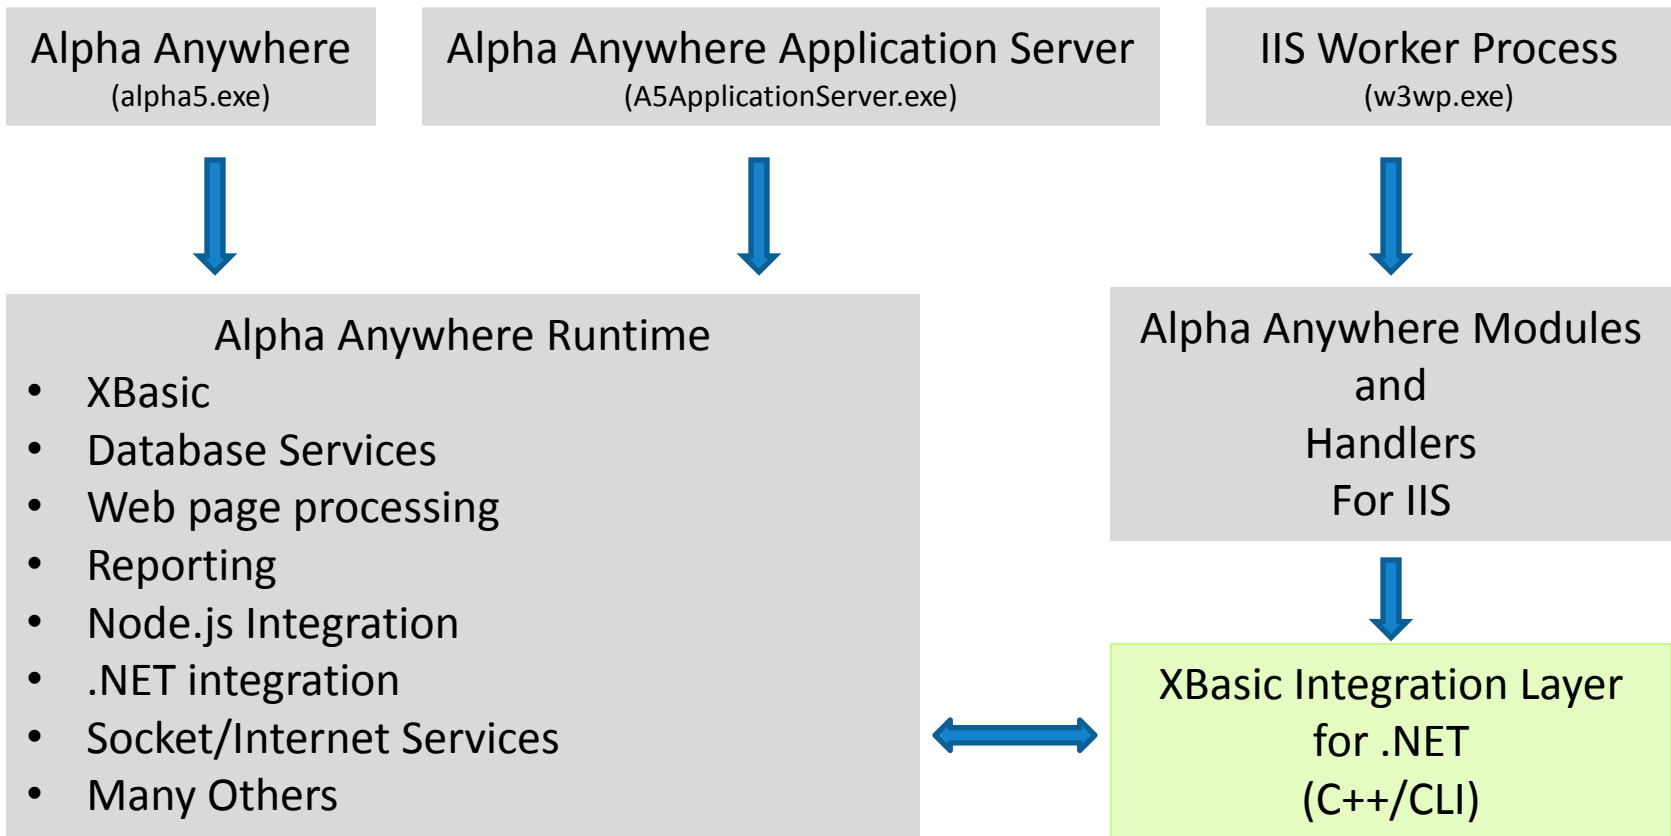 Alpha Anywhere
(alpha5.exe)
Alpha Anywhere Application Server
(A5ApplicationServer.exe)
IIS Worker Process
(w3wp.exe)
Alpha Anywhere Runtime
• XBasic
• Database Services
• Web page processing
• Reporting
• Node.js Integration
• .NET integration
• Socket/Internet Services
• Many Others
Alpha Anywhere Modules
and
Handlers
For IIS
XBasic Integration Layer
for .NET
(C++/CLI)